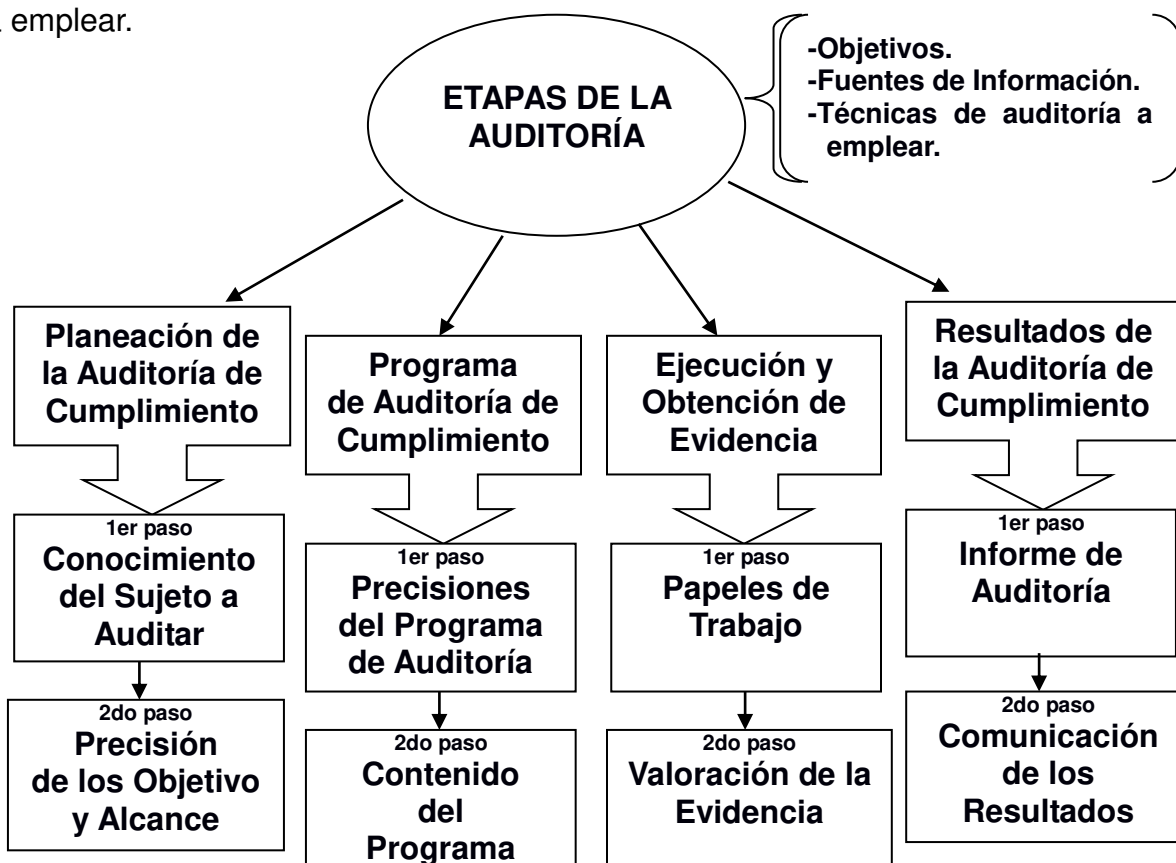 a emplear.
ETAPAS DE LA
AUDITORÍA
-Objetivos.
-Fuentes de Información.
-Técnicas de auditoría a
emplear.
Planeación de
la Auditoría de
Cumplimiento
1er paso
Conocimiento
del Sujeto a
Auditar
2do paso
Precisión
de los Objetivo
y Alcance
Programa
de Auditoría de
Cumplimiento
1er paso
Precisiones
del Programa
de Auditoría
2do paso
Contenido
del
Programa
Ejecución y
Obtención de
Evidencia
1er paso
Papeles de
Trabajo
2do paso
Valoración de la
Evidencia
Resultados de
la Auditoría de
Cumplimiento
1er paso
Informe de
Auditoría
2do paso
Comunicación
de los
Resultados